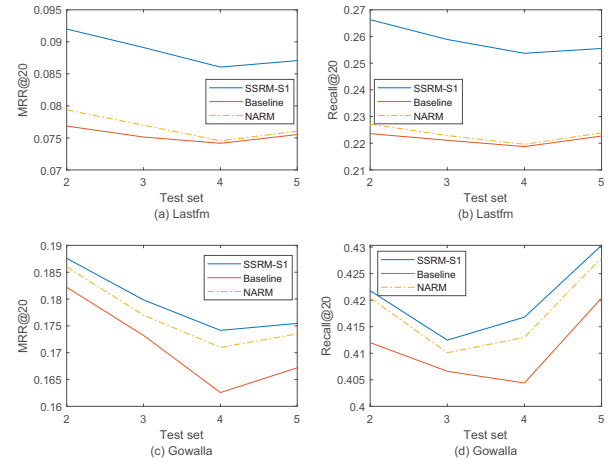 0.095
0.09
0.085
0.08
0.075
0.07
MRR@20
SSRM-S1
Baseline
NARM
2 3 4 5
Test set
(a) Lastfm
0.27
0.26
0.25
0.24
0.23
0.22
0.21
Recall@20
SSRM-S1
Baseline
NARM
2 3 4 5
Test set
(b) Lastfm
0.19
0.185
0.18
0.175
0.17
0.165
0.16
MRR@20
SSRM-S1
Baseline
NARM
2 3 4 5
Test set
(c) Gowalla
0.43
0.425
0.42
0.415
0.41
0.405
0.4
Recall@20
SSRM-S1
Baseline
NARM
2 3 4 5
Test set
(d) Gowalla